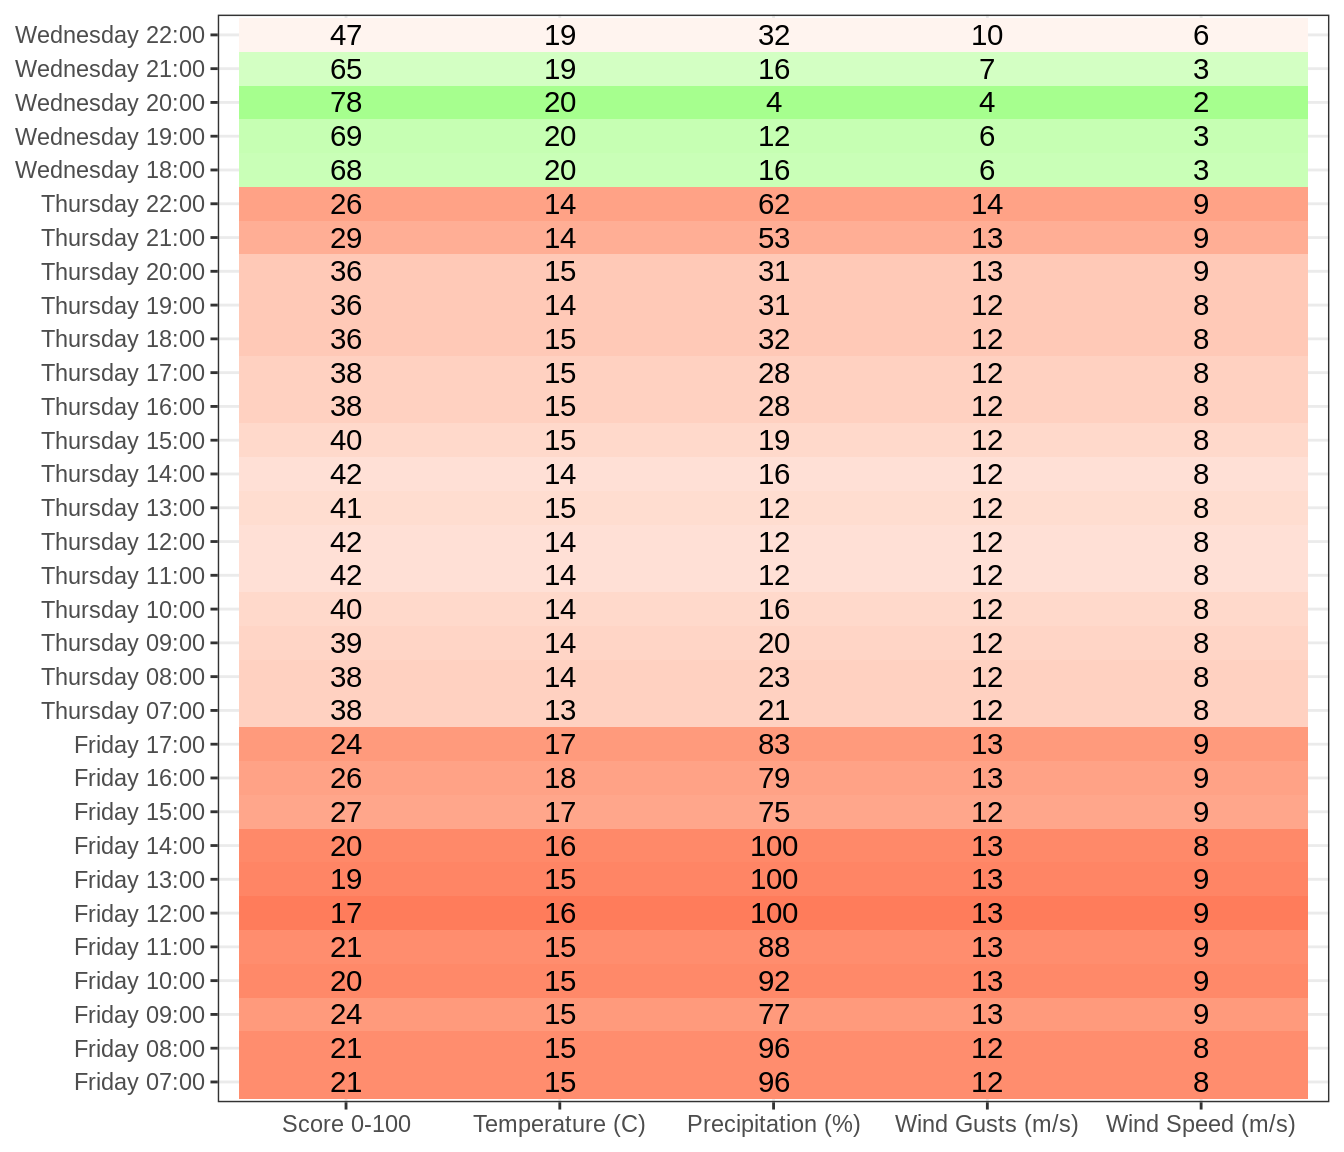 Wednesday 22:00 47 19 32 10 6
Wednesday 21:00 65 19 16 7 3
Wednesday 20:00 78 20 4 4 2
Wednesday 19:00 69 20 12 6 3
Wednesday 18:00 68 20 16 6 3
Thursday 22:00 26 14 62 14 9
Thursday 21:00 29 14 53 13 9
Thursday 20:00 36 15 31 13 9
Thursday 19:00 36 14 31 12 8
Thursday 18:00 36 15 32 12 8
Thursday 17:00 38 15 28 12 8
Thursday 16:00 38 15 28 12 8
Thursday 15:00 40 15 19 12 8
Thursday 14:00 42 14 16 12 8
Thursday 13:00 41 15 12 12 8
Thursday 12:00 42 14 12 12 8
Thursday 11:00 42 14 12 12 8
Thursday 10:00 40 14 16 12 8
Thursday 09:00 39 14 20 12 8
Thursday 08:00 38 14 23 12 8
Thursday 07:00 38 13 21 12 8
Friday 17:00 24 17 83 13 9
Friday 16:00 26 18 79 13 9
Friday 15:00 27 17 75 12 9
Friday 14:00 20 16 100 13 8
Friday 13:00 19 15 100 13 9
Friday 12:00 17 16 100 13 9
Friday 11:00 21 15 88 13 9
Friday 10:00 20 15 92 13 9
Friday 09:00 24 15 77 13 9
Friday 08:00 21 15 96 12 8
Friday 07:00 21 15 96 12 8
Score 0-100 Temperature (C) Precipitation (%) Wind Gusts (m/s) Wind Speed (m/s)